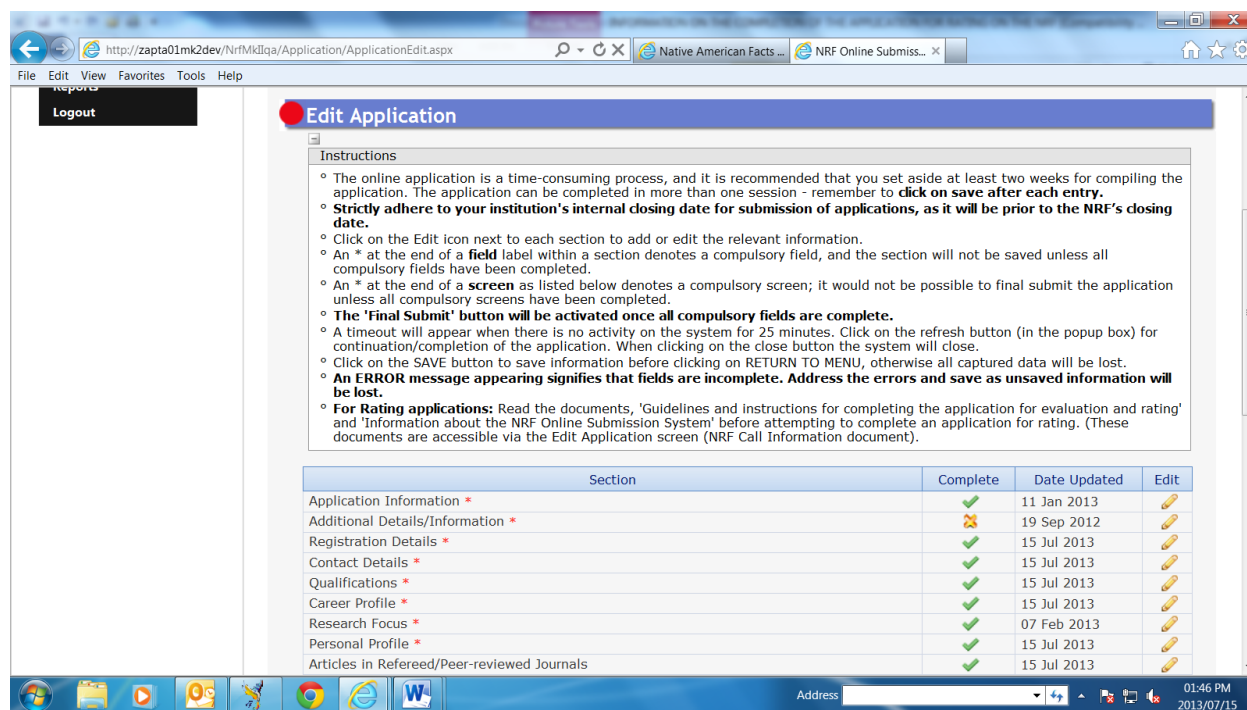 http://zapta01mk2dev/NrfMkIIqa/Application/ApplicationEdit.aspx
Native American Facts ...
NRF Online Submiss...
File Edit View Favorites Tools Help
Reports
Logout
Edit Application
Instructions
° The online application is a time-consuming process, and it is recommended that you set aside at least two weeks for compiling the
application. The application can be completed in more than one session - remember to click on save after each entry.
° Strictly adhere to your institution's internal closing date for submission of applications, as it will be prior to the NRF's closing
date.
° Click on the Edit icon next to each section to add or edit the relevant information.
° An * at the end of a field label within a section denotes a compulsory field, and the section will not be saved unless all
compulsory fields have been completed.
° An * at the end of a screen as listed below denotes a compulsory screen; it would not be possible to final submit the application
unless all compulsory screens have been completed.
° The 'Final Submit' button will be activated once all compulsory fields are complete.
° A timeout will appear when there is no activity on the system for 25 minutes. Click on the refresh button (in the popup box) for
continuation/completion of the application. When clicking on the close button the system will close.
° Click on the SAVE button to save information before clicking on RETURN TO MENU, otherwise all captured data will be lost.
° An ERROR message appearing signifies that fields are incomplete. Address the errors and save as unsaved information will
be lost.
° For Rating applications: Read the documents, 'Guidelines and instructions for completing the application for evaluation and rating'
and 'Information about the NRF Online Submission System' before attempting to complete an application for rating. (These
documents are accessible via the Edit Application screen (NRF Call Information document).
Section Complete Date Updated Edit
Application Information * 11 Jan 2013
Additional Details/Information * 19 Sep 2012
Registration Details * 15 Jul 2013
Contact Details * 15 Jul 2013
Qualifications * 15 Jul 2013
Career Profile * 15 Jul 2013
Research Focus * 07 Feb 2013
Personal Profile * 15 Jul 2013
Articles in Refereed/Peer-reviewed Journals 15 Jul 2013
Address
01:46 PM
2013/07/15